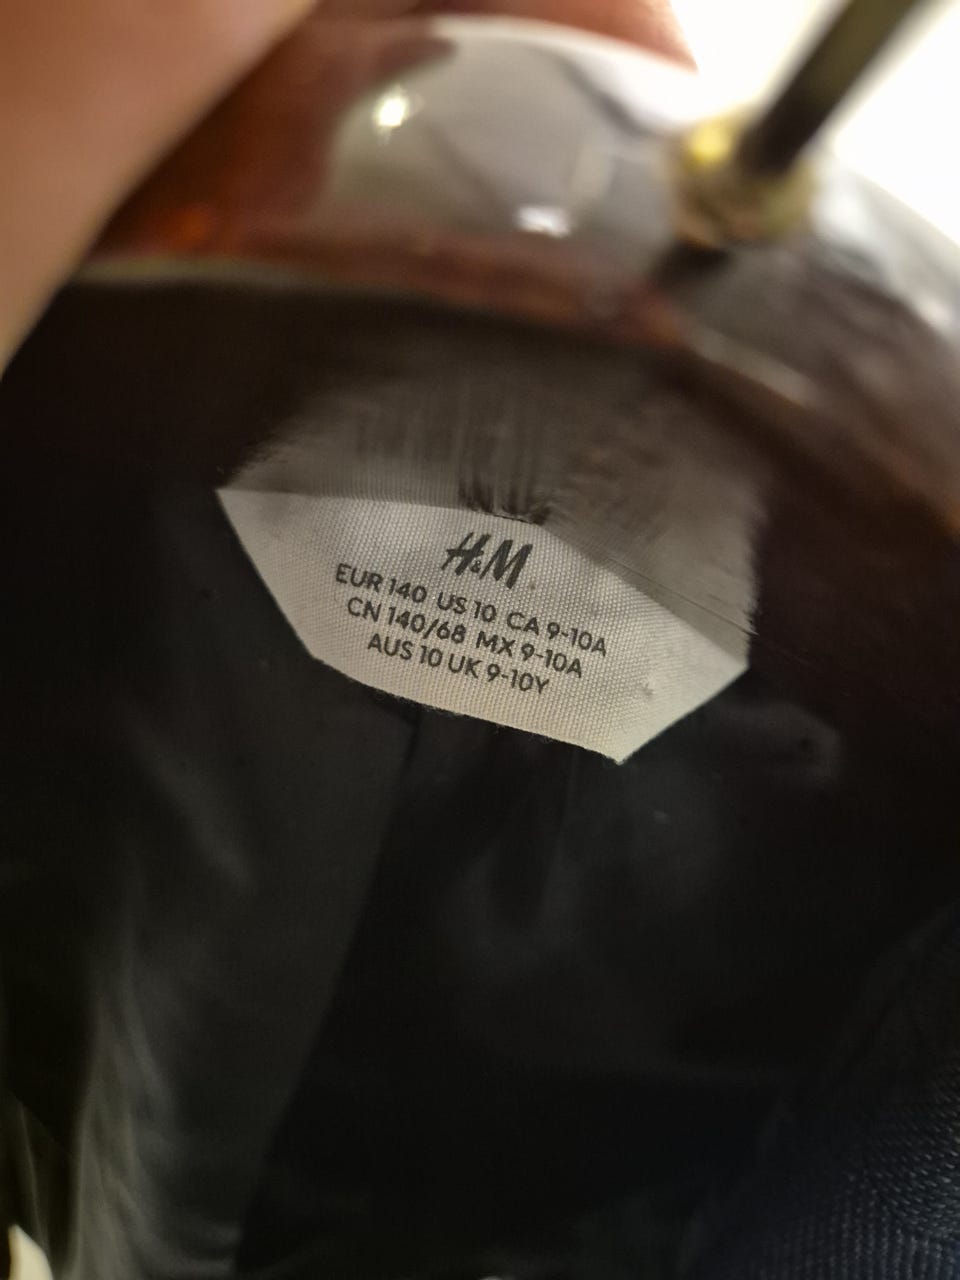 H&M
EUR 140 US 10 CA 9-10A
CN 140/68 MX 9-10A
AUS 10 UK 9-10Y